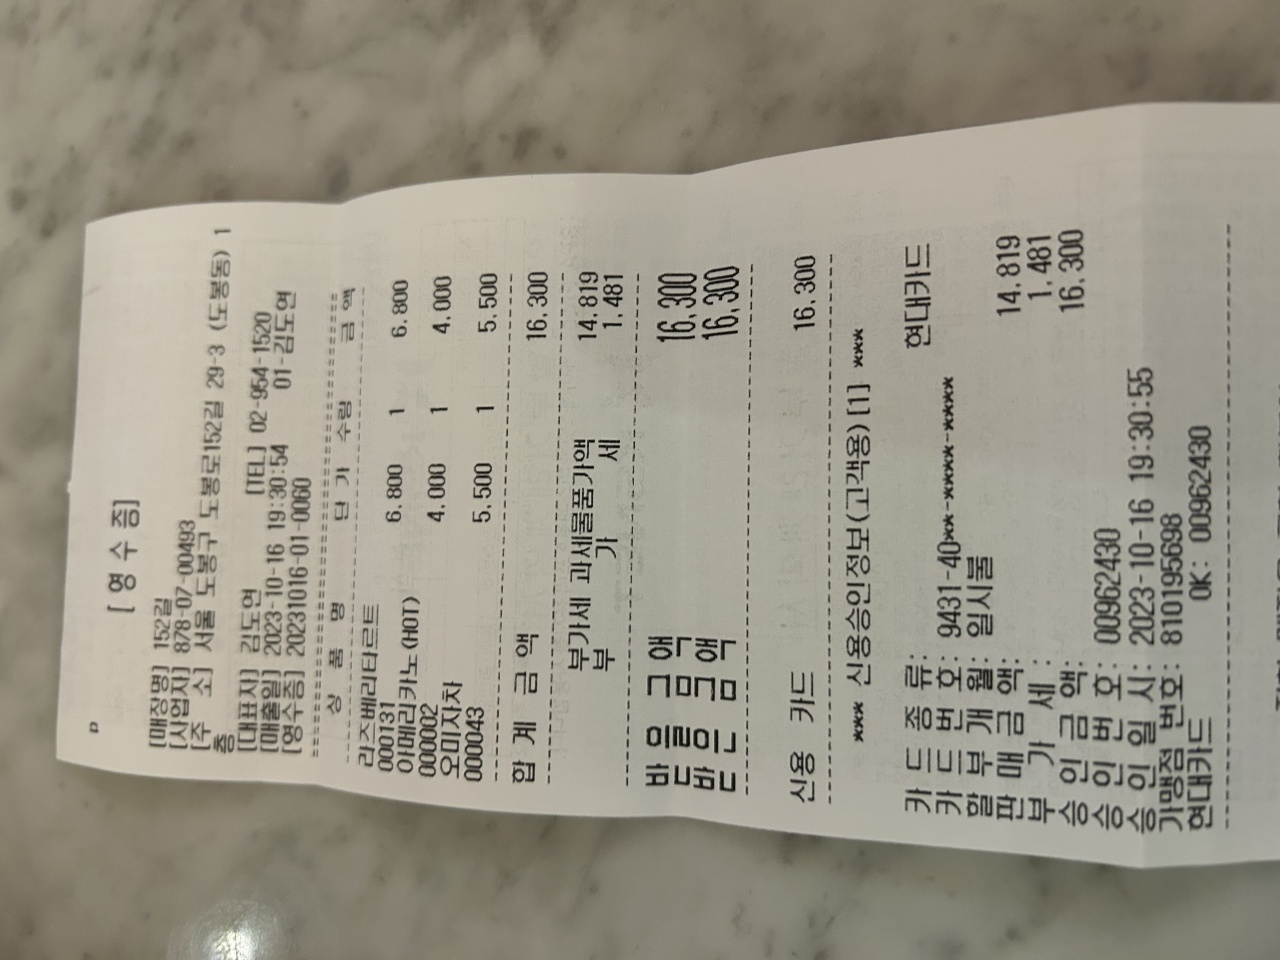 P
[ 영 수 증 ]
[매장명] 152길
[사업자] 878-07-00493
[주 소] 서울 도봉구 도봉로152길 29-3 (도봉동) 1
층
[대표자] 김도연 [TEL] 02-954-1520
[매출일] 2023-10-16 19:30:54 01-김도연
[영수증] 20231016-01-0060
==========================================
상 품 명 단 가 수량 금 액
------------------------------------------
라즈베리타르트
000131 6.800 1 6.800
아메리카노(HOT)
000002 4.000 1 4.000
오미자차
000043 5.500 1 5.500
------------------------------------------
합 계 금 액 16.300
------------------------------------------
부가세 과세물품가액 14.819
부 가 세 1.481
------------------------------------------
받을금액 16,300
받은금액 16,300
------------------------------------------
신용 카드 16.300
------------------------------------------
*** 신용승인정보(고객용) [1] ***
카 드 종 류: 현대카드
카 드 번 호: 9431-40**-****-****
할 부 개 월: 일시불
판 매 금 액: 14.819
부 가 세 : 1.481
승 인 금 액: 16.300
승 인 번 호: 00962430
승 인 일 시: 2023-10-16 19:30:55
가맹점 번호: 810195698
현대카드 OK: 00962430
------------------------------------------